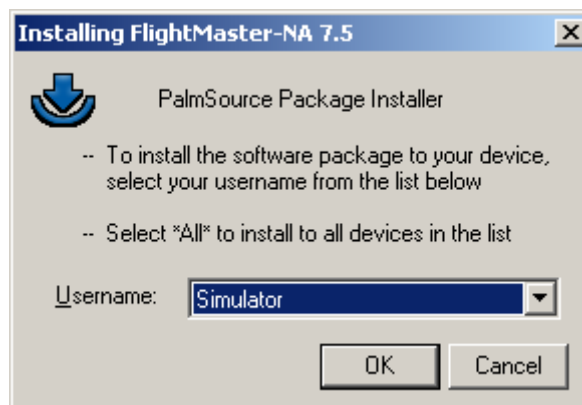 Installing FlightMaster-NA 7.5
PalmSource Package Installer
-- To install the software package to your device,
select your username from the list below
-- Select *All* to install to all devices in the list
Username:
Simulator
OK
Cancel